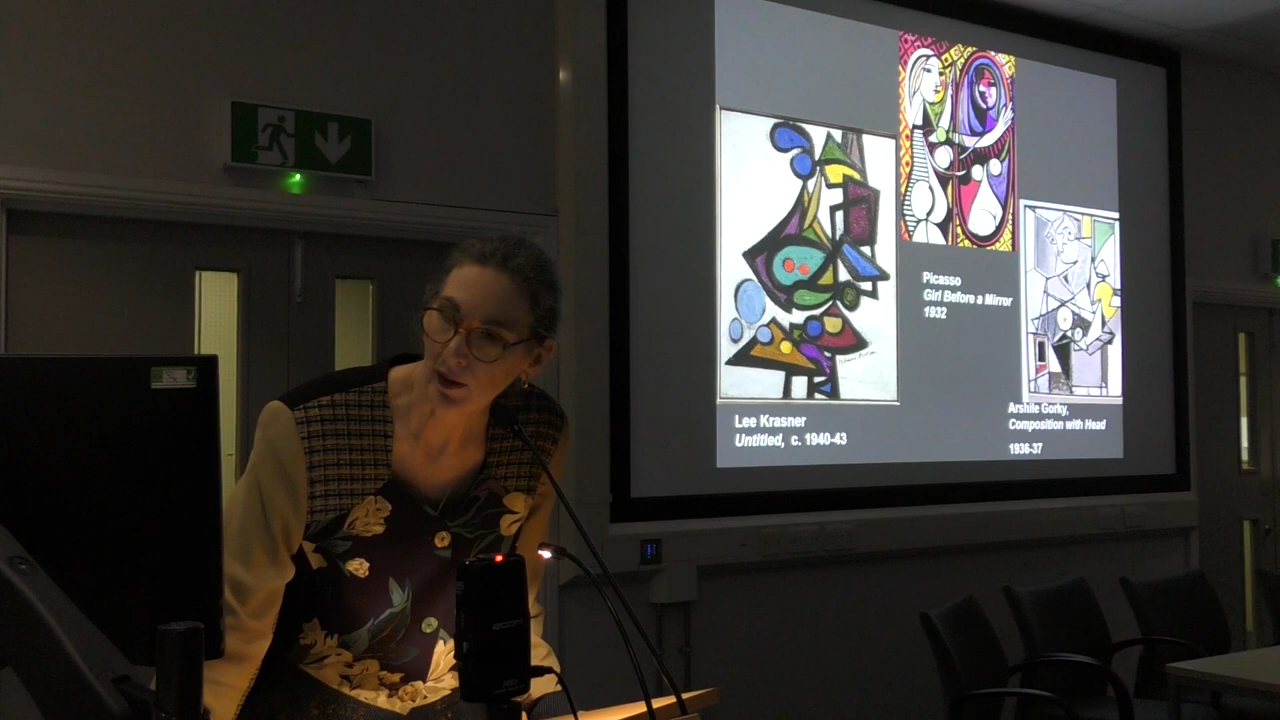 Picasso
Girl Before a Mirror
1932
Lee Krasner
Untitled, c. 1940-43
Arshile Gorky,
Composition with Head
1936-37
ZOOM